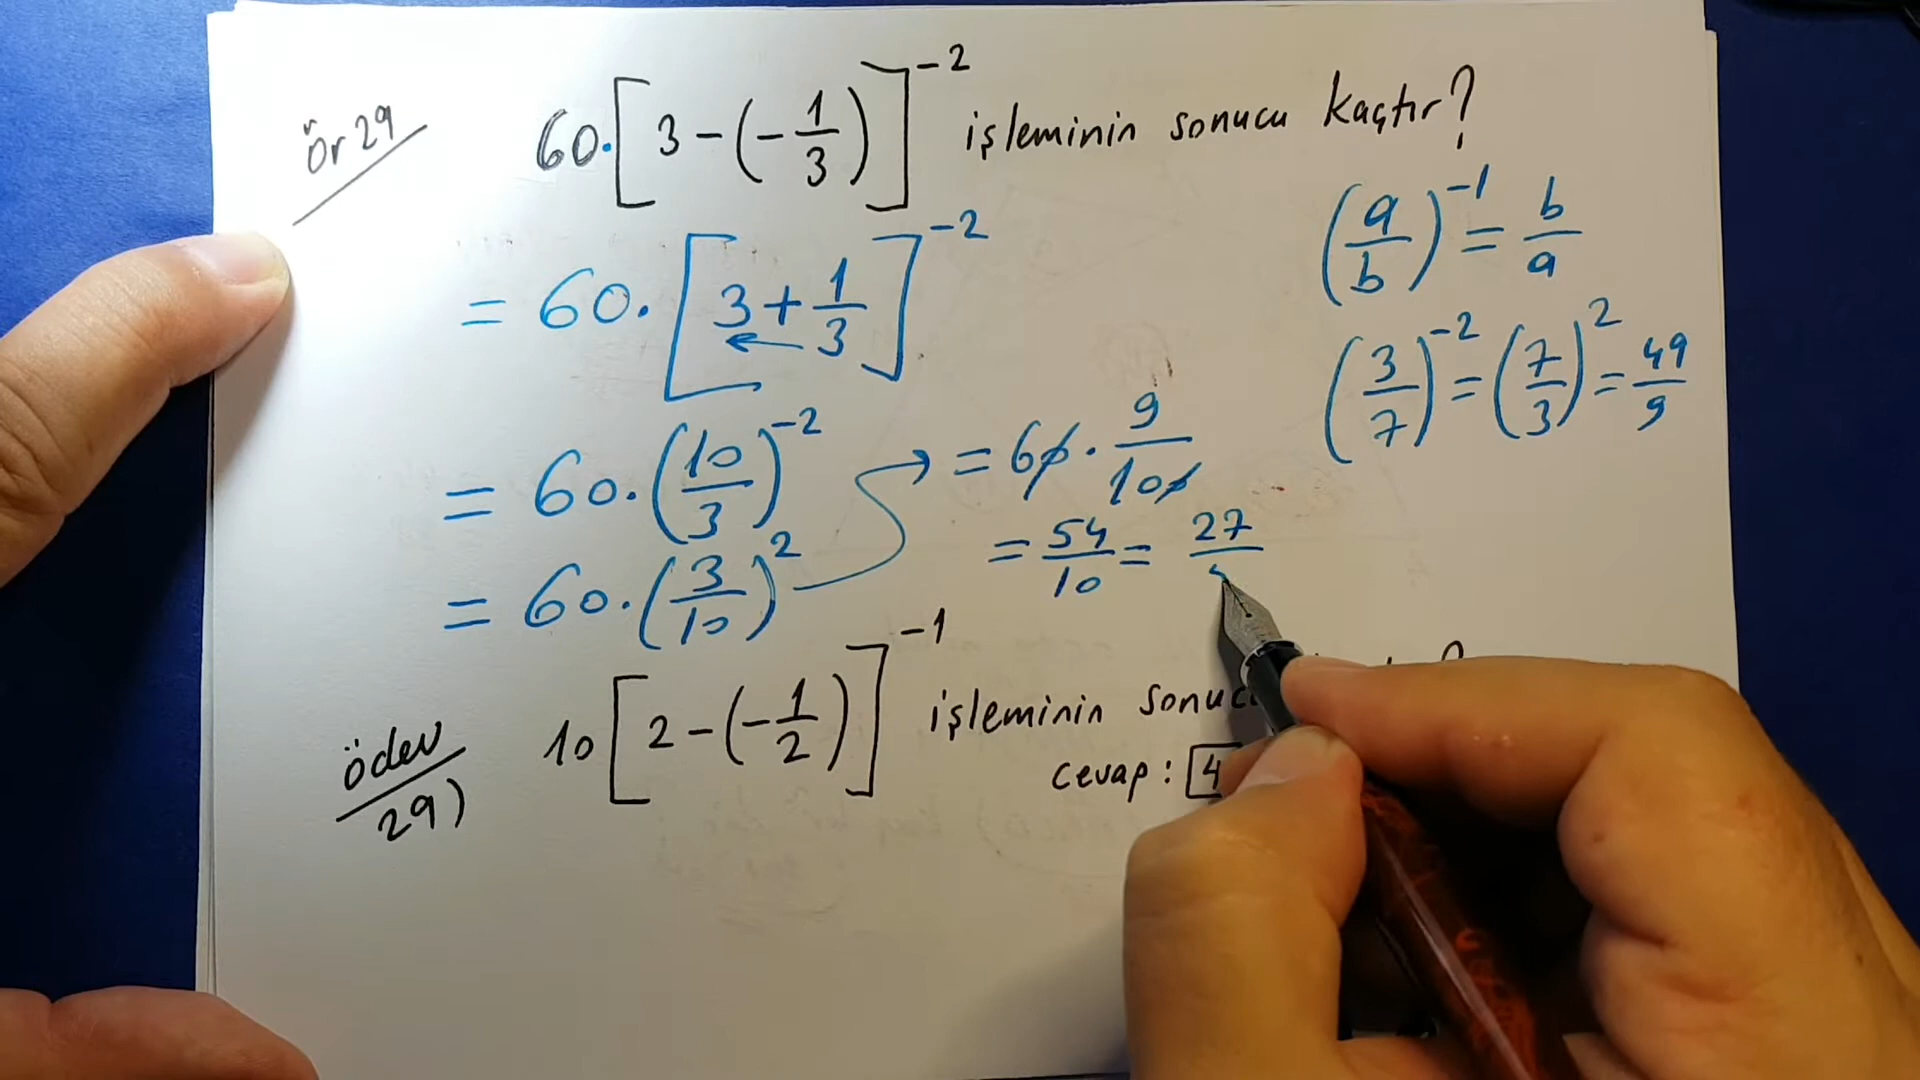 Ör 29 60.[3-(-1/3)]^-2 işleminin sonucu kaçtır?
= 60.[3+1/3]^-2
= 60.(10/3)^-2
= 60.(3/10)^2
= 60.9/100
= 54/10 = 27/
(a/b)^-1 = b/a
(3/7)^-2 = (7/3)^2 = 49/9
ödev 29) 10[2-(-1/2)]^-1 işleminin
cevap: 4